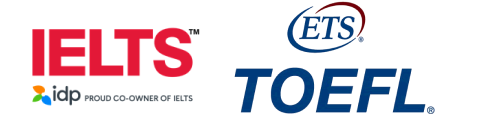 IELTS™
idp PROUD CO-OWNER OF IELTS
ETS®
TOEFL®